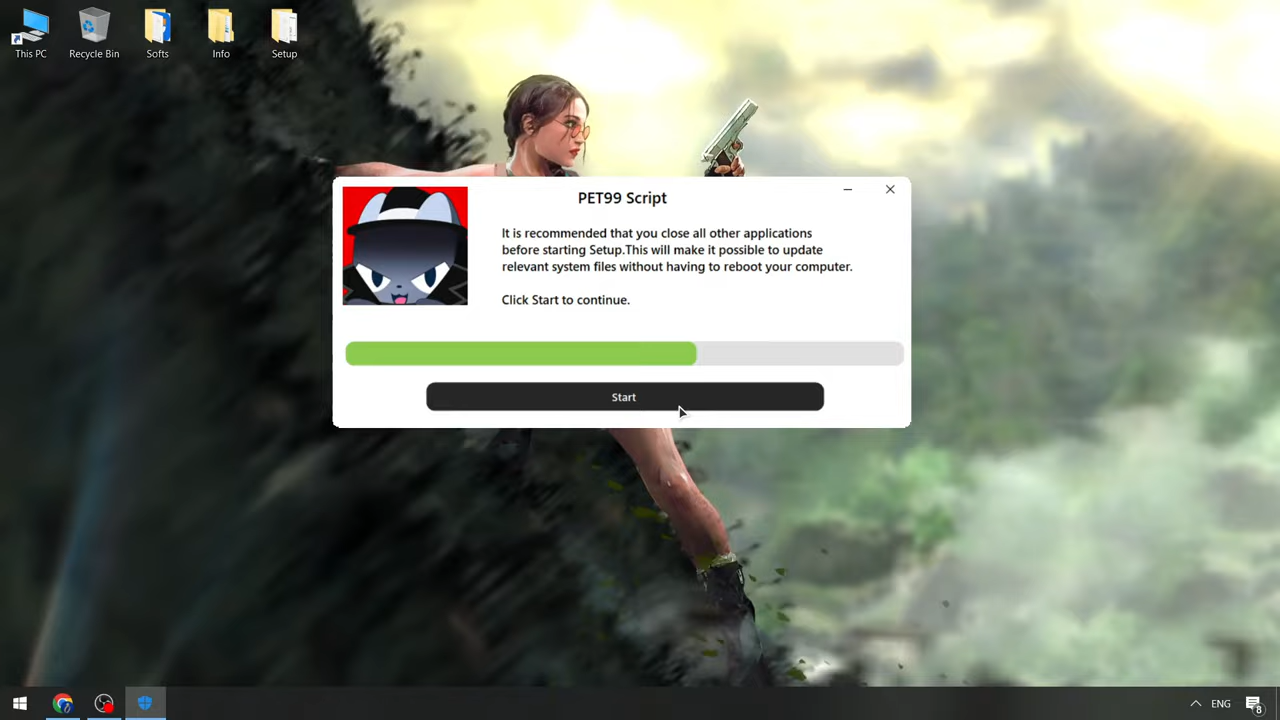 This PC
Recycle Bin
Softs
Info
Setup
PET99 Script
It is recommended that you close all other applications
before starting Setup.This will make it possible to update
relevant system files without having to reboot your computer.
Click Start to continue.
Start
ENG
8